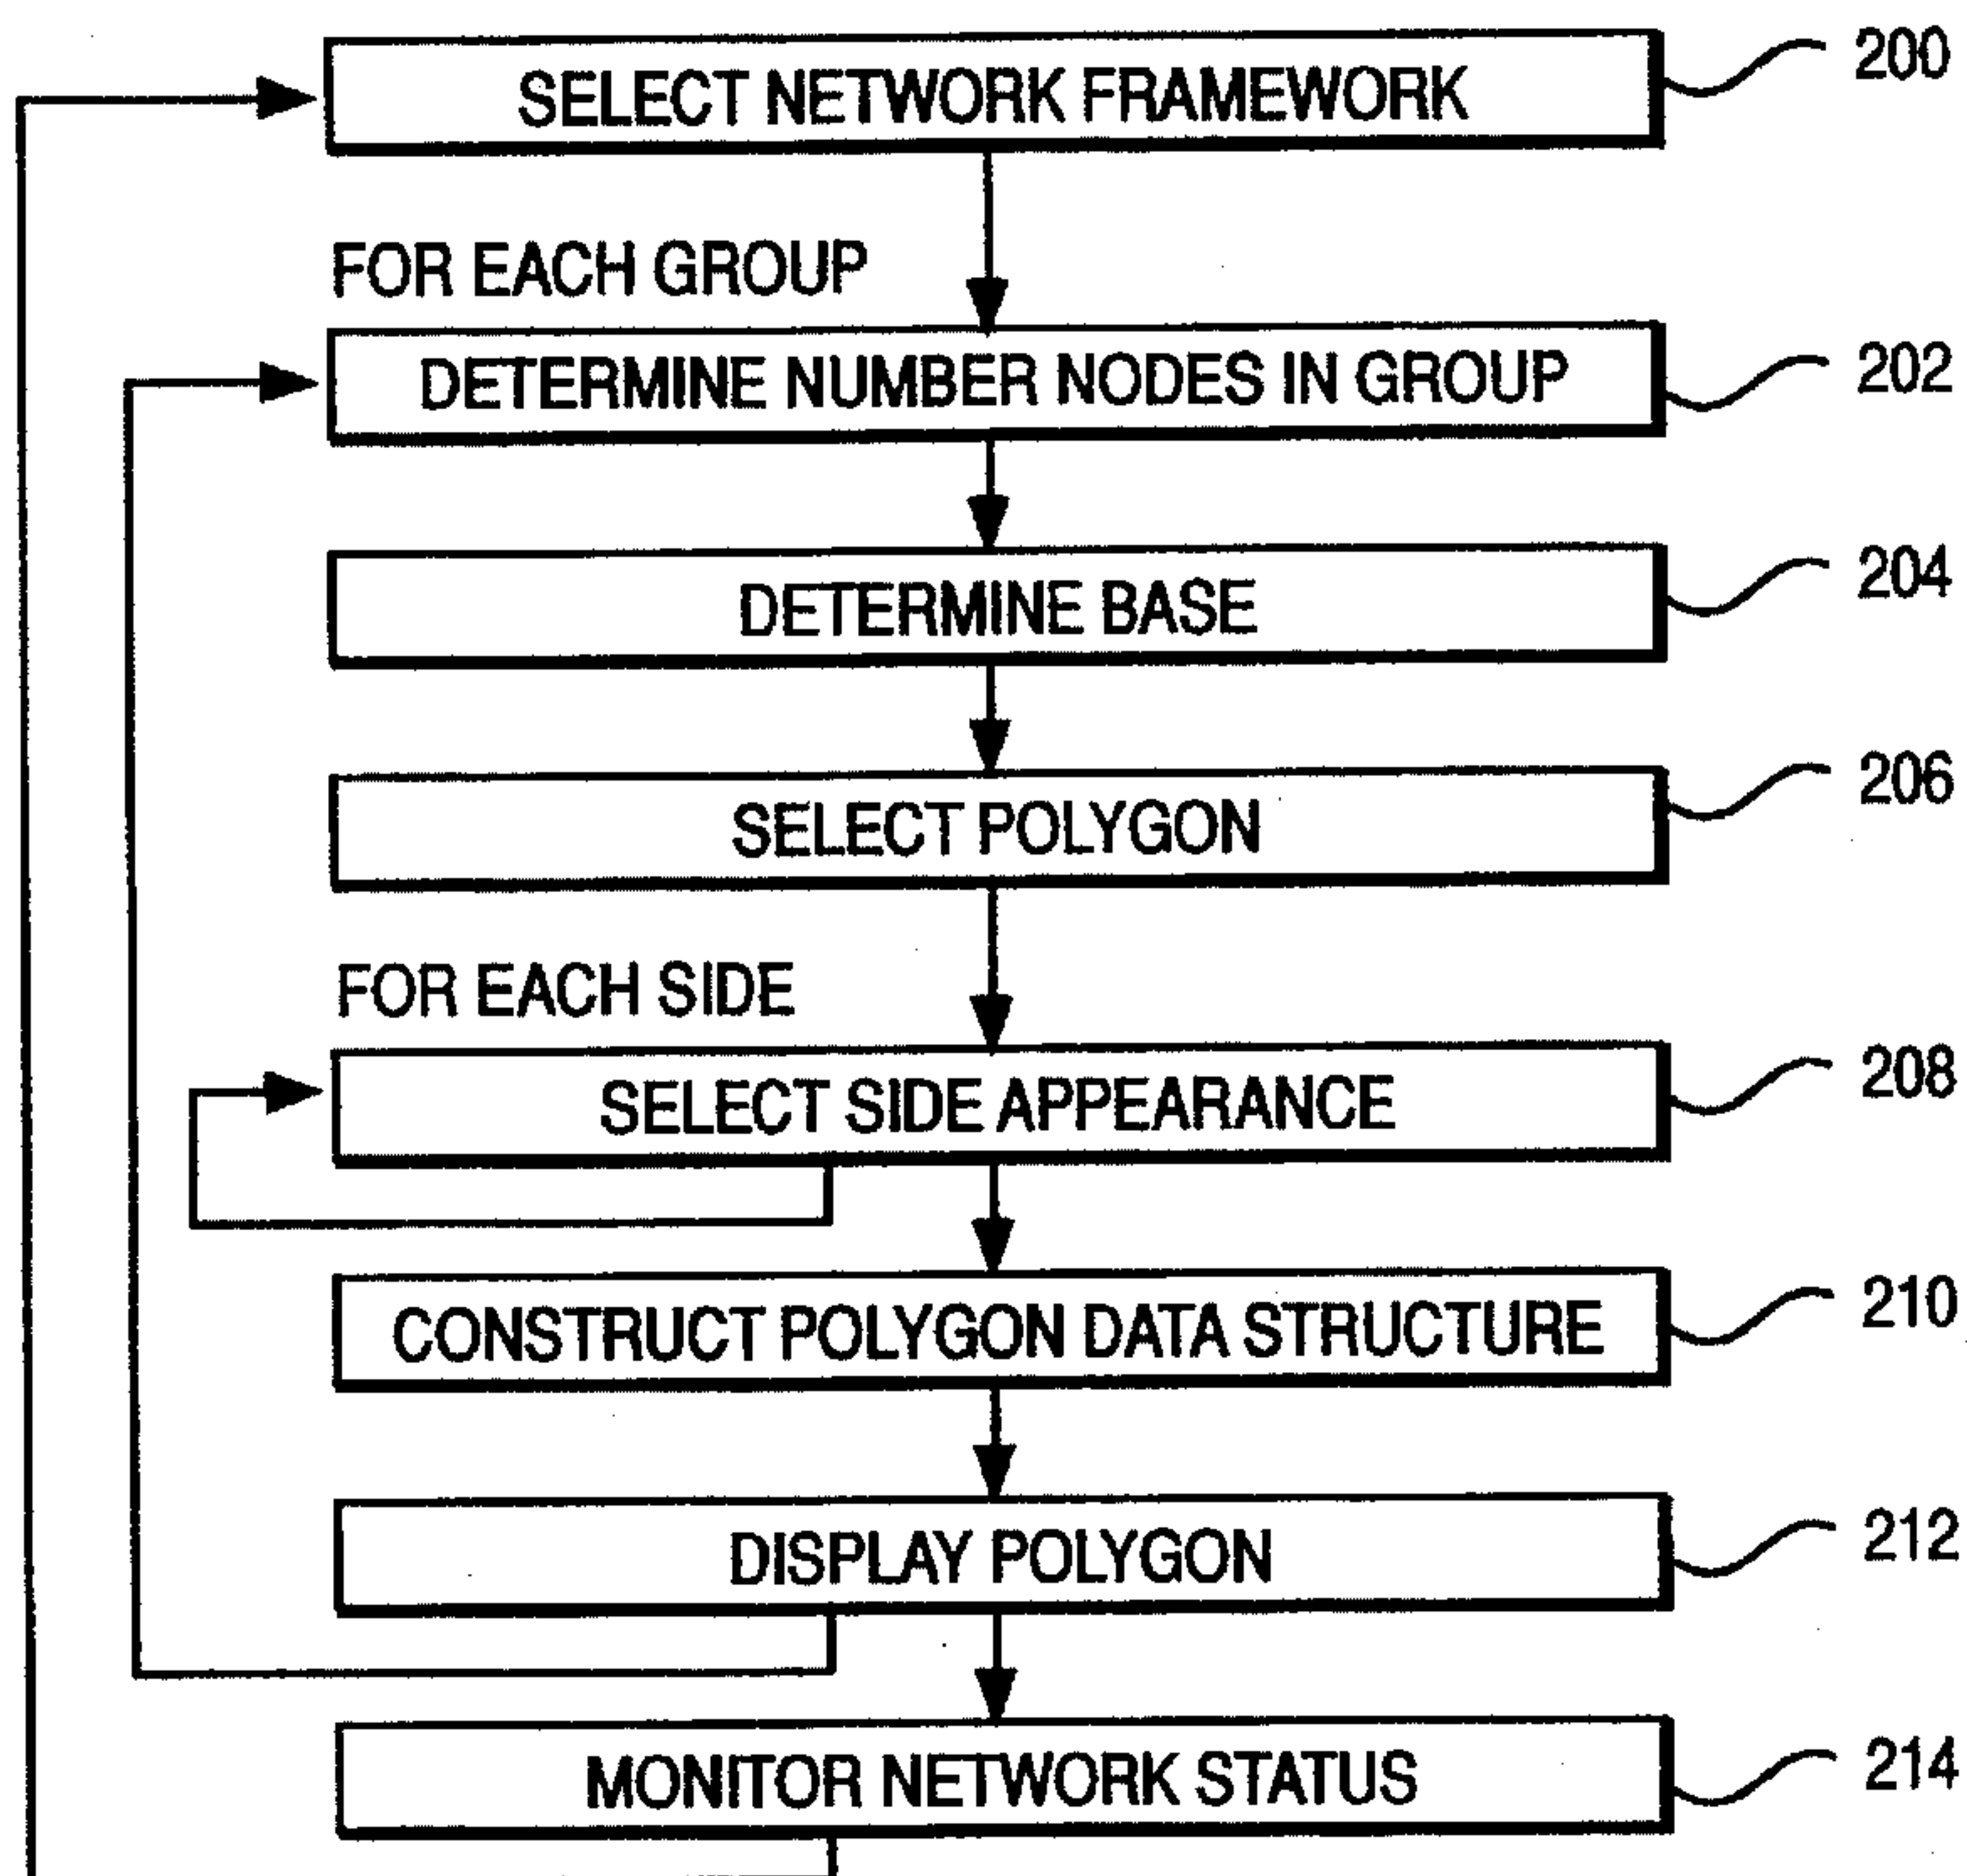 SELECT NETWORK FRAMEWORK 200
FOR EACH GROUP
DETERMINE NUMBER NODES IN GROUP 202
DETERMINE BASE 204
SELECT POLYGON 206
FOR EACH SIDE
SELECT SIDE APPEARANCE 208
CONSTRUCT POLYGON DATA STRUCTURE 210
DISPLAY POLYGON 212
MONITOR NETWORK STATUS 214